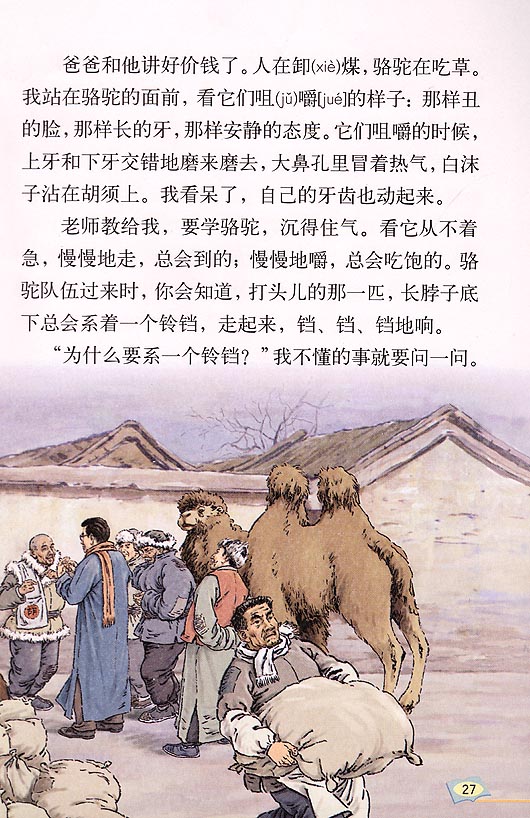 爸爸和他讲好价钱了。人在卸(xiè)煤，骆驼在吃草。
我站在骆驼的面前，看它们咀(jǔ)嚼[jué]的样子：那样丑
的脸，那样长的牙，那样安静的态度。它们咀嚼的时候，
上牙和下牙交错地磨来磨去，大鼻孔里冒着热气，白沫
子沾在胡须上。我看呆了，自己的牙齿也动起来。
老师教给我，要学骆驼，沉得住气。看它从不着
急，慢慢地走，总会到的；慢慢地嚼，总会吃饱的。骆
驼队伍过来时，你会知道，打头儿的那一匹，长脖子底
下总会系着一个铃铛，走起来，铛、铛、铛地响。
“为什么要系一个铃铛？”我不懂的事就要问一问。
27